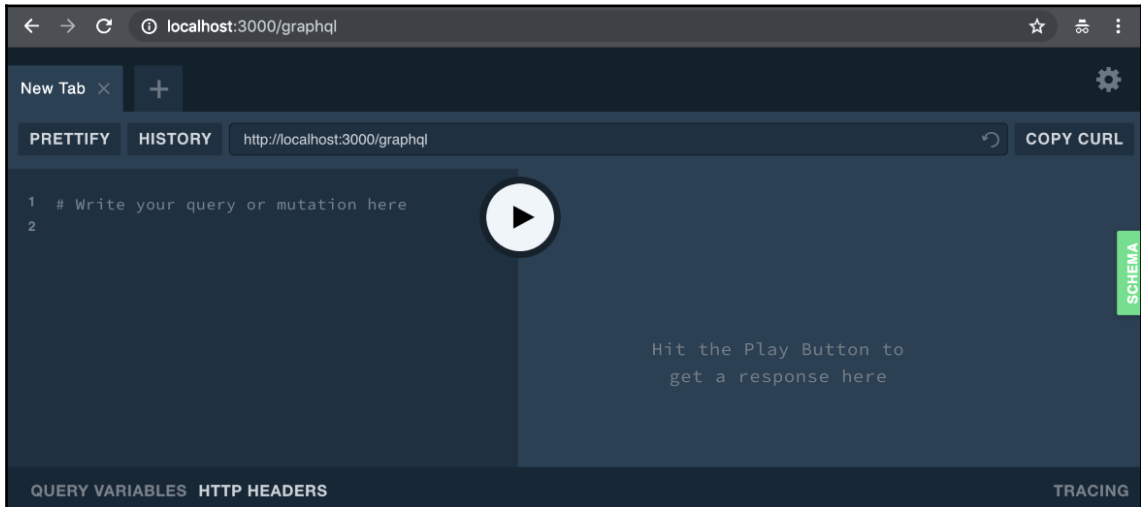 localhost:3000/graphql
New Tab
PRETTIFY HISTORY http://localhost:3000/graphql COPY CURL
1 # Write your query or mutation here
2
SCHEMA
Hit the Play Button to
get a response here
QUERY VARIABLES HTTP HEADERS TRACING